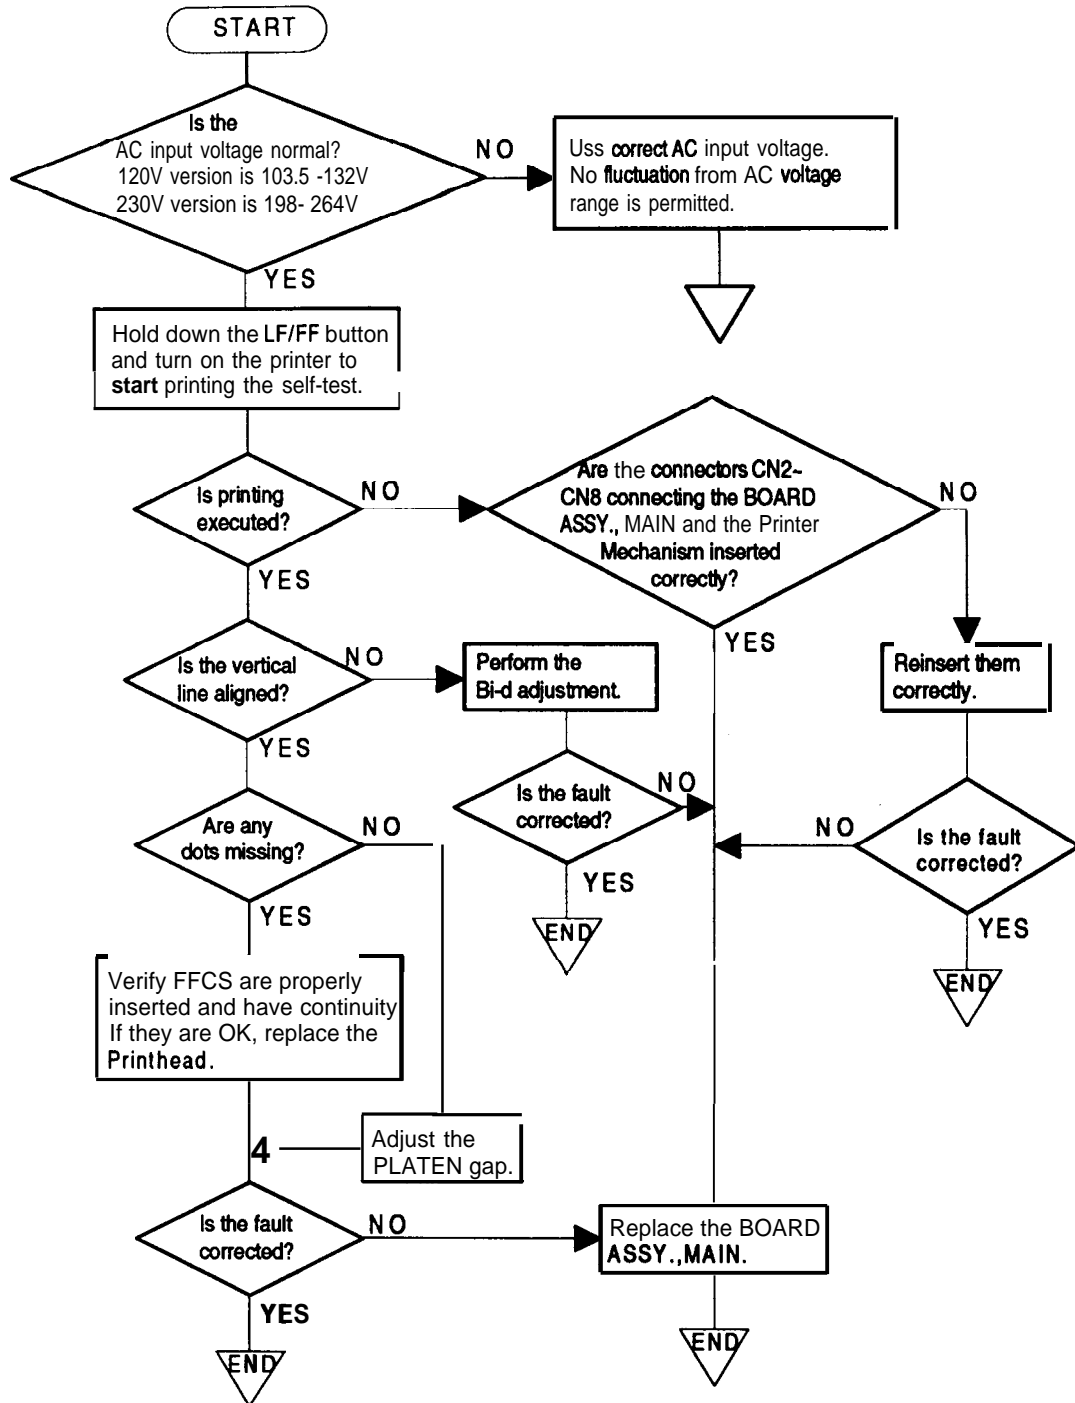 START
Is the
AC input voltage normal?
120V version is 103.5 -132V
230V version is 198- 264V
NO
Uss correct AC input voltage.
No fluctuation from AC voltage
range is permitted.
YES
Hold down the LF/FF button
and turn on the printer to
start printing the self-test.
Is printing
executed?
NO
Are the connectors CN2~
CN8 connecting the BOARD
ASSY., MAIN and the Printer
Mechanism inserted
correctly?
NO
YES
YES
Reinsert them
correctly.
Is the vertical
line aligned?
NO
Perform the
Bi-d adjustment.
YES
Is the fault
corrected?
NO
YES
END
Is the fault
corrected?
NO
YES
END
Are any
dots missing?
NO
YES
Verify FFCS are properly
inserted and have continuity
If they are OK, replace the
Printhead.
4
Adjust the
PLATEN gap.
Is the fault
corrected?
NO
Replace the BOARD
ASSY.,MAIN.
YES
END
END